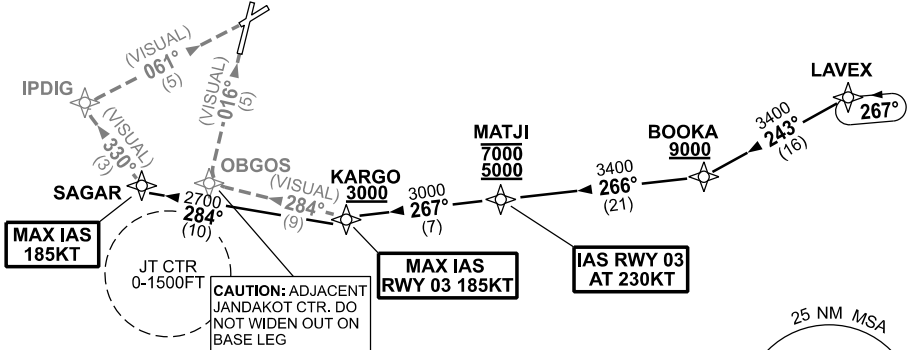 (VISUAL)
061°
(5)
IPDIG
(VISUAL)
016°
(5)
LAVEX
267°
3400
243°
(16)
BOOKA
9000
MATJI
7000
5000
3400
266°
(21)
(VISUAL)
330°
(3)
OBGOS
(VISUAL)
284°
(9)
KARGO
3000
3000
267°
(7)
SAGAR
2700
284°
(10)
MAX IAS
185KT
JT CTR
0-1500FT
CAUTION: ADJACENT
JANDAKOT CTR. DO
NOT WIDEN OUT ON
BASE LEG
MAX IAS
RWY 03 185KT
IAS RWY 03
AT 230KT
25 NM MSA